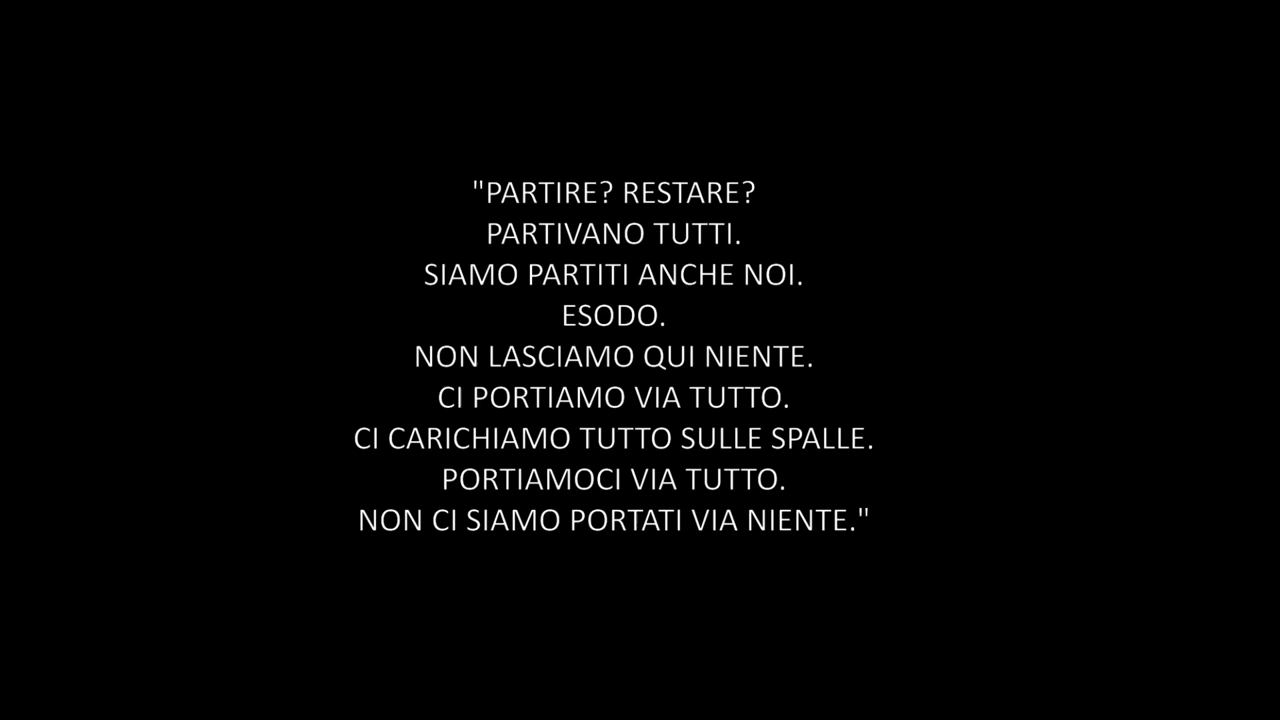 "PARTIRE? RESTARE?
PARTIVANO TUTTI.
SIAMO PARTITI ANCHE NOI.
ESODO.
NON LASCIAMO QUI NIENTE.
CI PORTIAMO VIA TUTTO.
CI CARICHIAMO TUTTO SULLE SPALLE.
PORTIAMOCI VIA TUTTO.
NON CI SIAMO PORTATI VIA NIENTE."